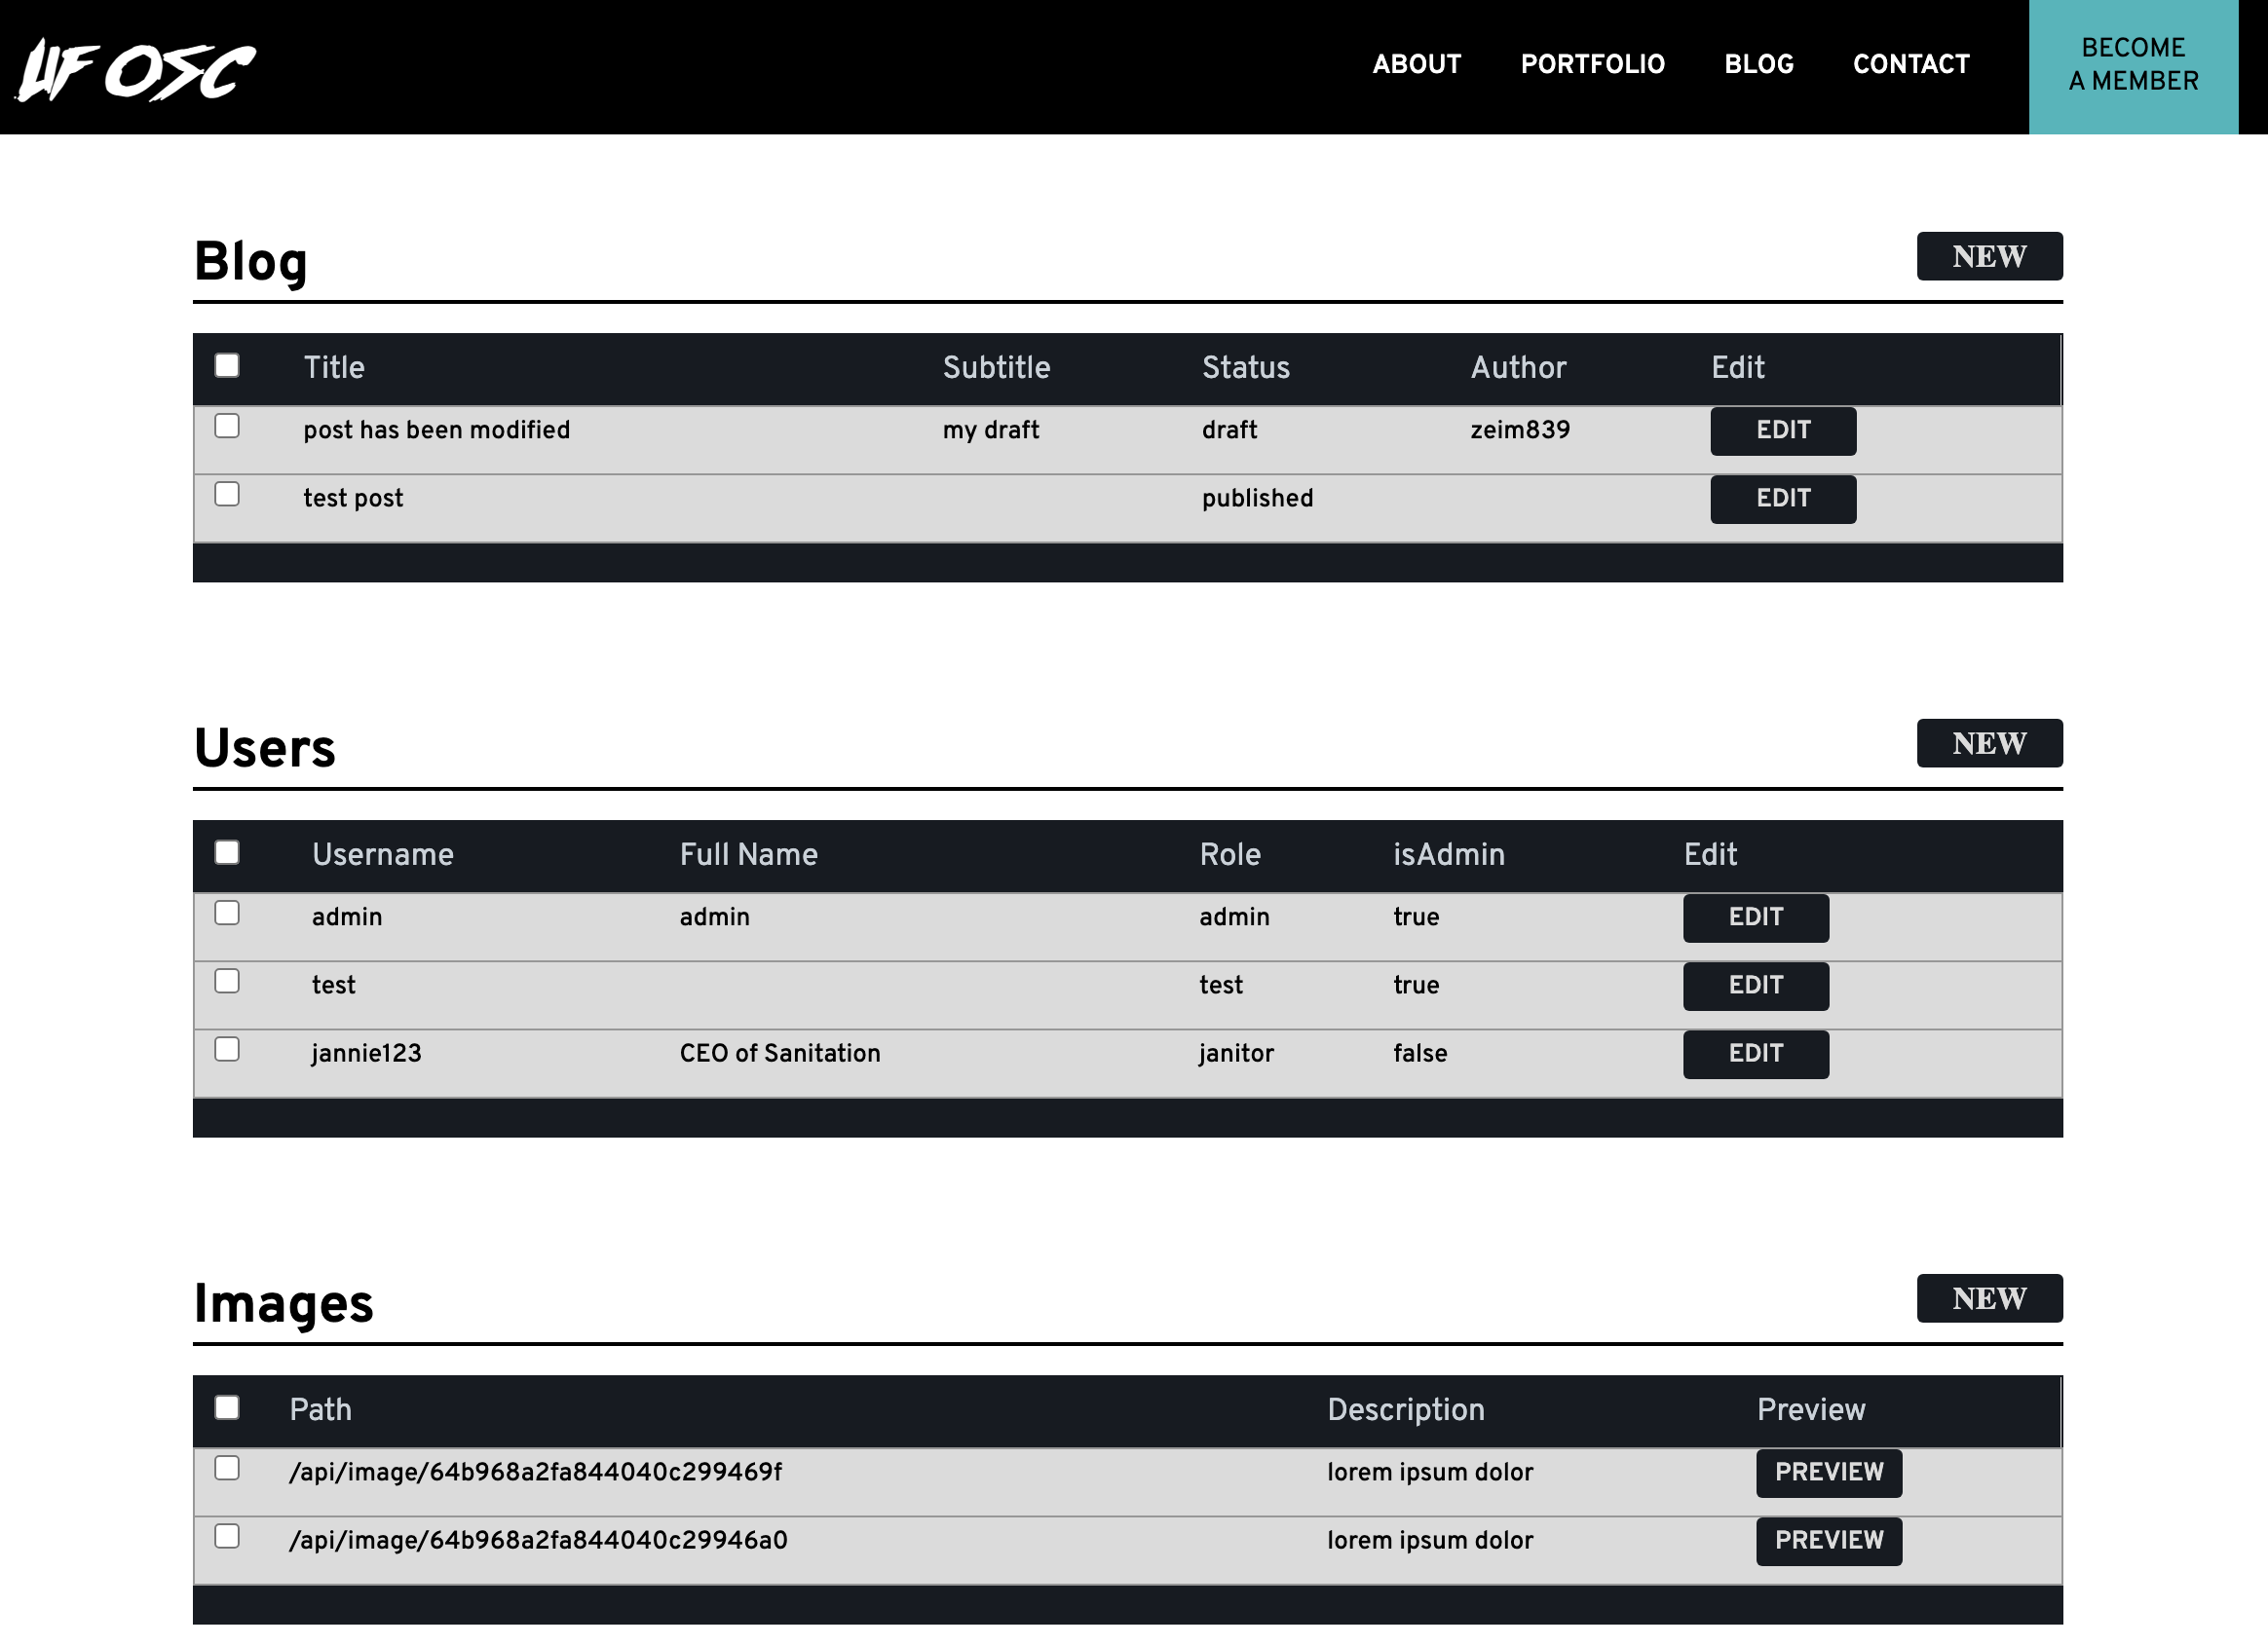 UF OSC
ABOUT PORTFOLIO BLOG CONTACT
BECOME
A MEMBER
Blog NEW
Title Subtitle Status Author Edit
post has been modified my draft draft zeim839 EDIT
test post published EDIT
Users NEW
Username Full Name Role isAdmin Edit
admin admin admin true EDIT
test test true EDIT
jannie123 CEO of Sanitation janitor false EDIT
Images NEW
Path Description Preview
/api/image/64b968a2fa844040c299469f lorem ipsum dolor PREVIEW
/api/image/64b968a2fa844040c29946a0 lorem ipsum dolor PREVIEW